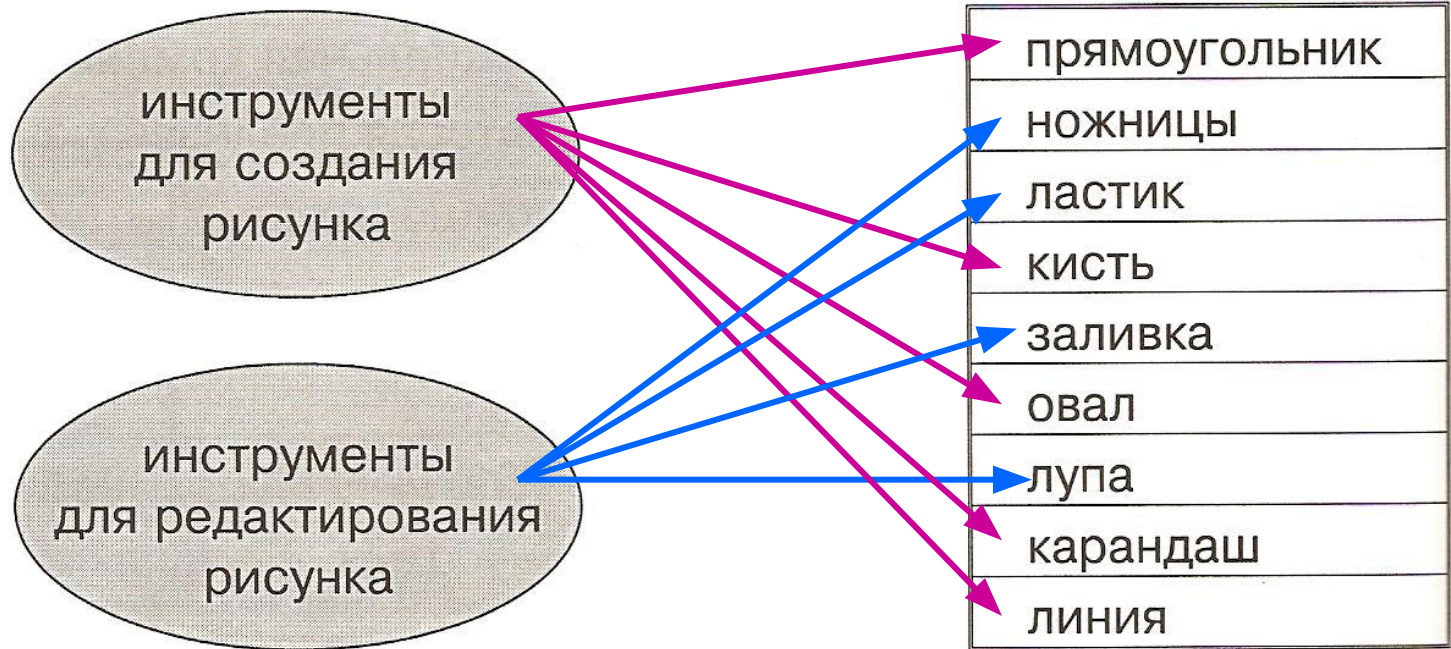 инструменты
для создания
рисунка
инструменты
для редактирования
рисунка
прямоугольник
ножницы
ластик
кисть
заливка
овал
лупа
карандаш
линия